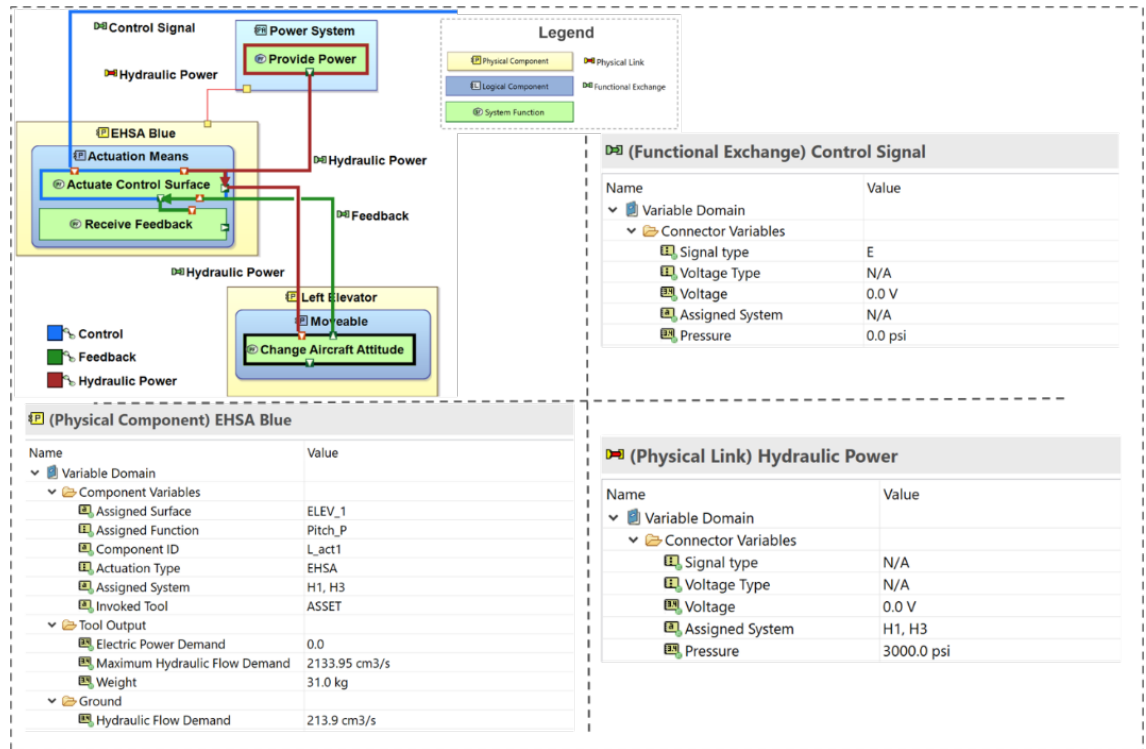 Control Signal
Power System
Provide Power
Hydraulic Power
EHSA Blue
Actuation Means
Hydraulic Power
Actuate Control Surface
Feedback
Receive Feedback
Hydraulic Power
Left Elevator
Moveable
Change Aircraft Attitude
Control
Feedback
Hydraulic Power
Legend
Physical Component
Physical Link
Logical Component
Functional Exchange
System Function
(Functional Exchange) Control Signal
Name Value
Variable Domain
Connector Variables
Signal type E
Voltage Type N/A
Voltage 0.0 V
Assigned System N/A
Pressure 0.0 psi
(Physical Component) EHSA Blue
Name Value
Variable Domain
Component Variables
Assigned Surface ELEV_1
Assigned Function Pitch_P
Component ID L_act1
Actuation Type EHSA
Assigned System H1, H3
Invoked Tool ASSET
Tool Output
Electric Power Demand 0.0
Maximum Hydraulic Flow Demand 2133.95 cm3/s
Weight 31.0 kg
Ground
Hydraulic Flow Demand 213.9 cm3/s
(Physical Link) Hydraulic Power
Name Value
Variable Domain
Connector Variables
Signal type N/A
Voltage Type N/A
Voltage 0.0 V
Assigned System H1, H3
Pressure 3000.0 psi